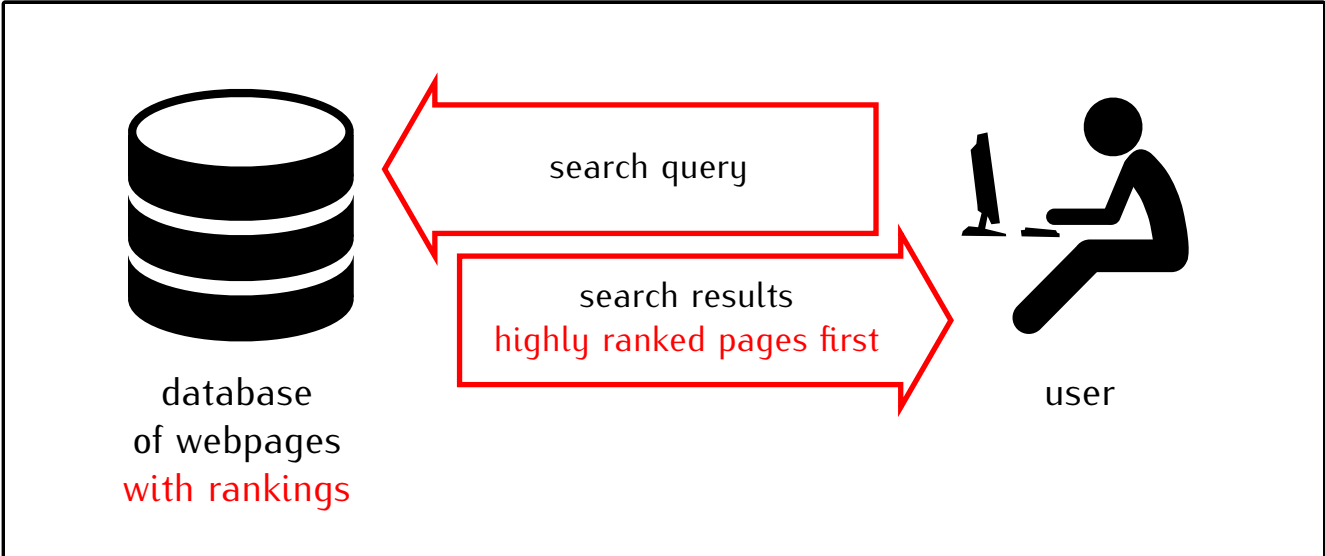 search query
search results
highly ranked pages first
database
of webpages
with rankings
user